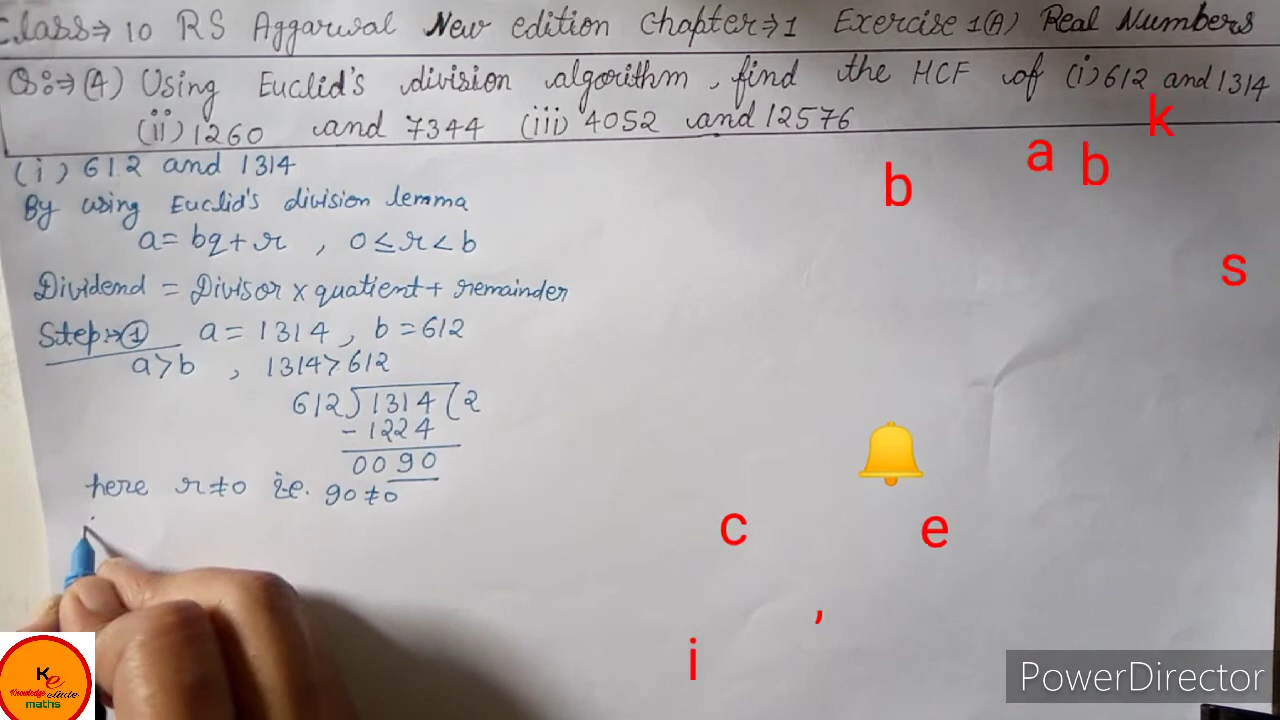 Class⇒10 RS Aggarwal New edition Chapter⇒1 Exercise 1(A) Real Numbers
Q:⇒(4) Using Euclid's division algorithm, find the HCF of (i) 612 and 1314
(ii) 1260 and 7344 (iii) 4052 and 12576
k
a b
b
(i) 612 and 1314
By using Euclid's division lemma
a = bq + r , 0 ≤ r < b
s
Dividend = Divisor × quatient + remainder
Step:⇒① a = 1314 , b = 612
a > b , 1314 > 612
612 ) 1314 ( 2
- 1224
0090
here r ≠ 0 i.e. 90 ≠ 0
c e
,
i
Ke
Knowledge
maths
PowerDirector